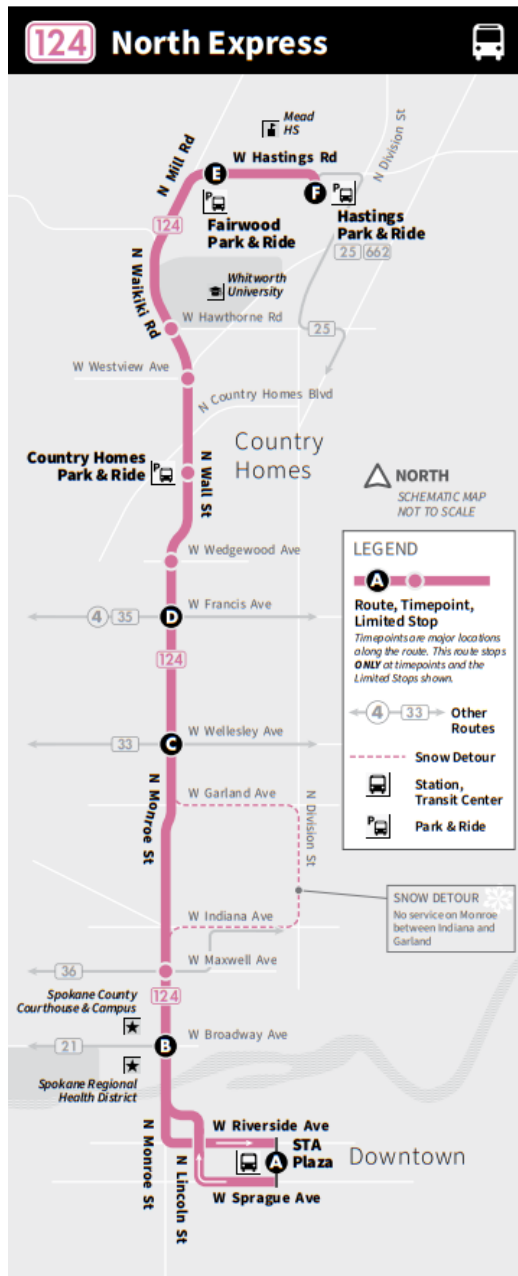 124 North Express
Mead
HS
N Mill Rd
W Hastings Rd
N Division St
E
F
P
P
Fairwood
Park & Ride
Hastings
Park & Ride
124
25 662
N Waikiki Rd
Whitworth
University
W Hawthorne Rd
25
W Westview Ave
N Country Homes Blvd
Country
Homes
Country Homes
Park & Ride
P
N Wall St
NORTH
SCHEMATIC MAP
NOT TO SCALE
W Wedgewood Ave
LEGEND
A
Route, Timepoint,
Limited Stop
Timepoints are major locations
along the route. This route stops
ONLY at timepoints and the
Limited Stops shown.
4 33 Other
Routes
Snow Detour
Station,
Transit Center
P
Park & Ride
W Francis Ave
4 35
D
124
W Wellesley Ave
33
C
N Monroe St
W Garland Ave
N Division St
SNOW DETOUR
No service on Monroe
between Indiana and
Garland
W Indiana Ave
W Maxwell Ave
36
124
Spokane County
Courthouse & Campus
W Broadway Ave
21
B
Spokane Regional
Health District
N Monroe St
N Lincoln St
W Riverside Ave
STA
Plaza
A
Downtown
W Sprague Ave